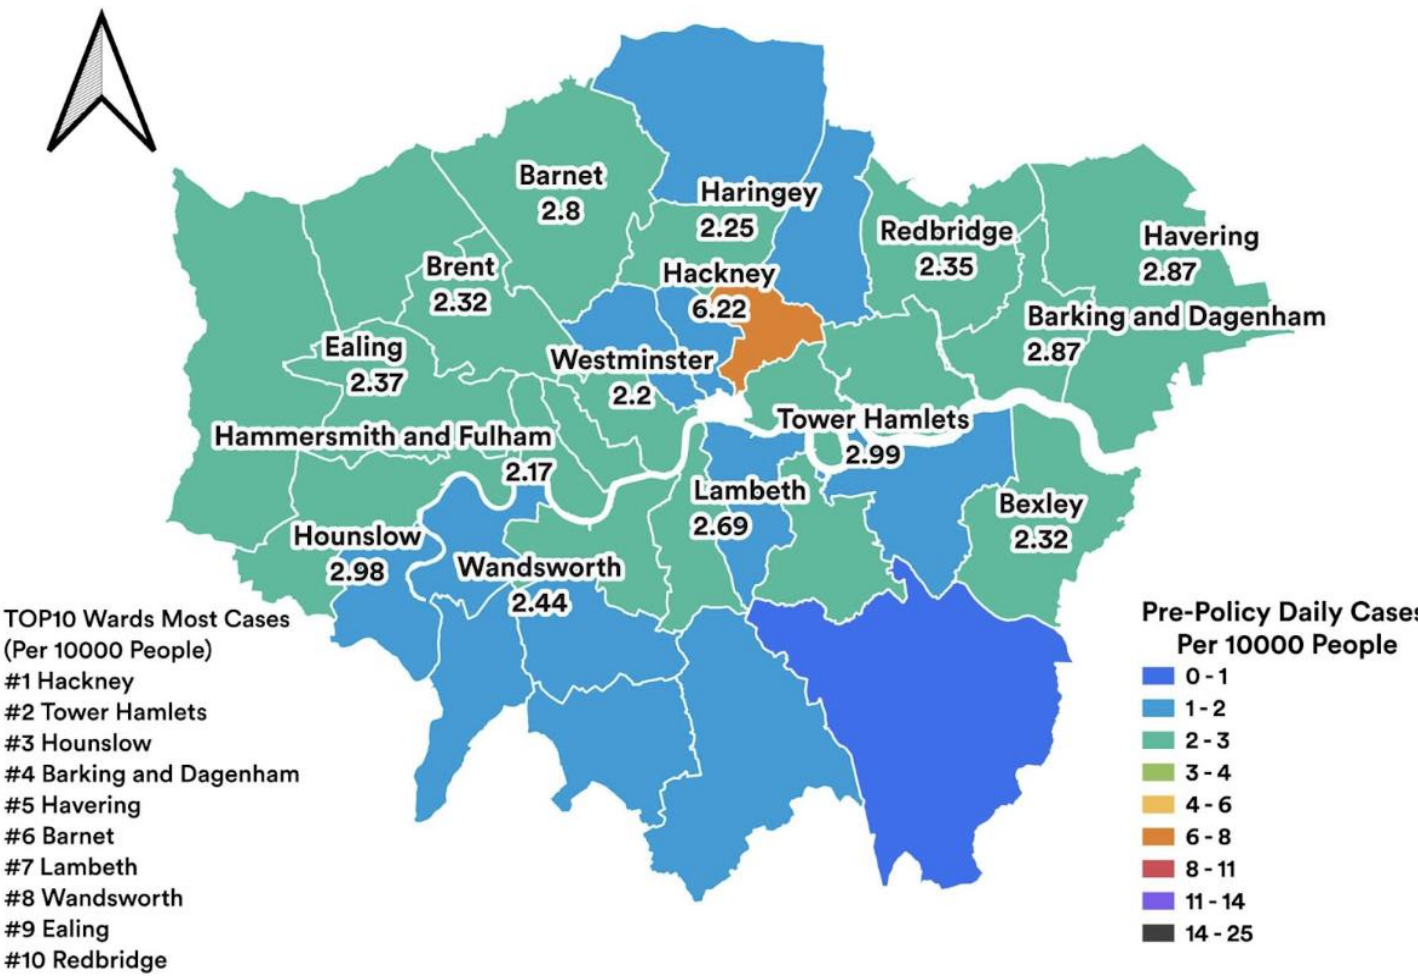 Barnet
2.8
Haringey
2.25
Redbridge
2.35
Havering
2.87
Brent
2.32
Hackney
6.22
Barking and Dagenham
2.87
Ealing
2.37
Westminster
2.2
Hammersmith and Fulham
2.17
Tower Hamlets
2.99
Lambeth
2.69
Bexley
2.32
Hounslow
2.98
Wandsworth
2.44
TOP10 Wards Most Cases
(Per 10000 People)
#1 Hackney
#2 Tower Hamlets
#3 Hounslow
#4 Barking and Dagenham
#5 Havering
#6 Barnet
#7 Lambeth
#8 Wandsworth
#9 Ealing
#10 Redbridge
Pre-Policy Daily Cases
Per 10000 People
0 - 1
1 - 2
2 - 3
3 - 4
4 - 6
6 - 8
8 - 11
11 - 14
14 - 25